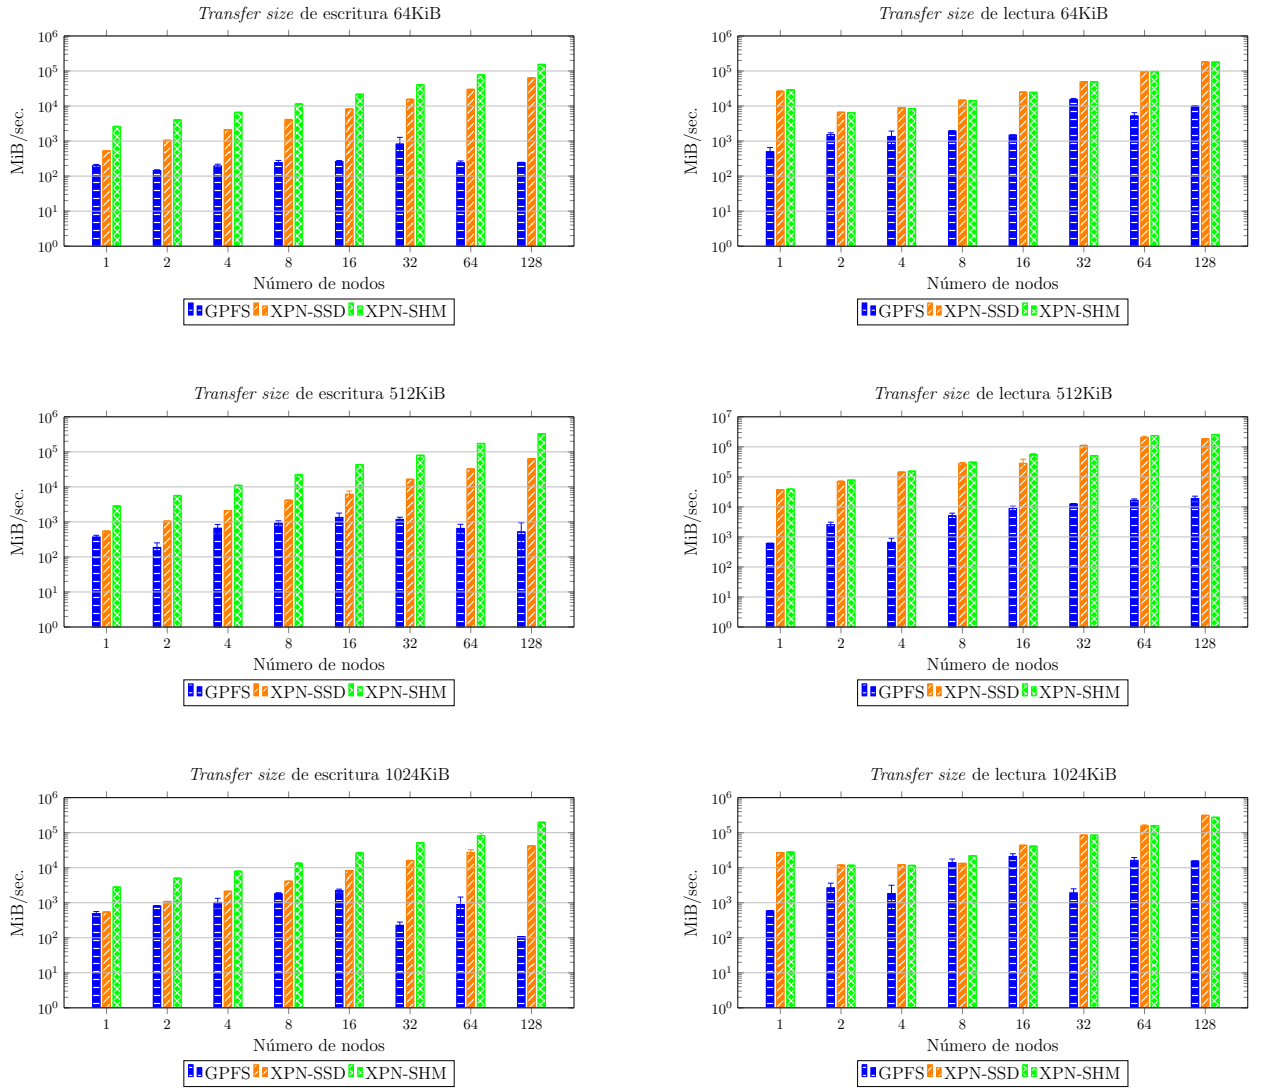 Transfer size de escritura 64KiB
10^6
10^5
10^4
10^3
10^2
10^1
10^0
MiB/sec.
1 2 4 8 16 32 64 128
Número de nodos
GPFS XPN-SSD XPN-SHM
Transfer size de lectura 64KiB
10^6
10^5
10^4
10^3
10^2
10^1
10^0
MiB/sec.
1 2 4 8 16 32 64 128
Número de nodos
GPFS XPN-SSD XPN-SHM
Transfer size de escritura 512KiB
10^6
10^5
10^4
10^3
10^2
10^1
10^0
MiB/sec.
1 2 4 8 16 32 64 128
Número de nodos
GPFS XPN-SSD XPN-SHM
Transfer size de lectura 512KiB
10^7
10^6
10^5
10^4
10^3
10^2
10^1
10^0
MiB/sec.
1 2 4 8 16 32 64 128
Número de nodos
GPFS XPN-SSD XPN-SHM
Transfer size de escritura 1024KiB
10^6
10^5
10^4
10^3
10^2
10^1
10^0
MiB/sec.
1 2 4 8 16 32 64 128
Número de nodos
GPFS XPN-SSD XPN-SHM
Transfer size de lectura 1024KiB
10^6
10^5
10^4
10^3
10^2
10^1
10^0
MiB/sec.
1 2 4 8 16 32 64 128
Número de nodos
GPFS XPN-SSD XPN-SHM